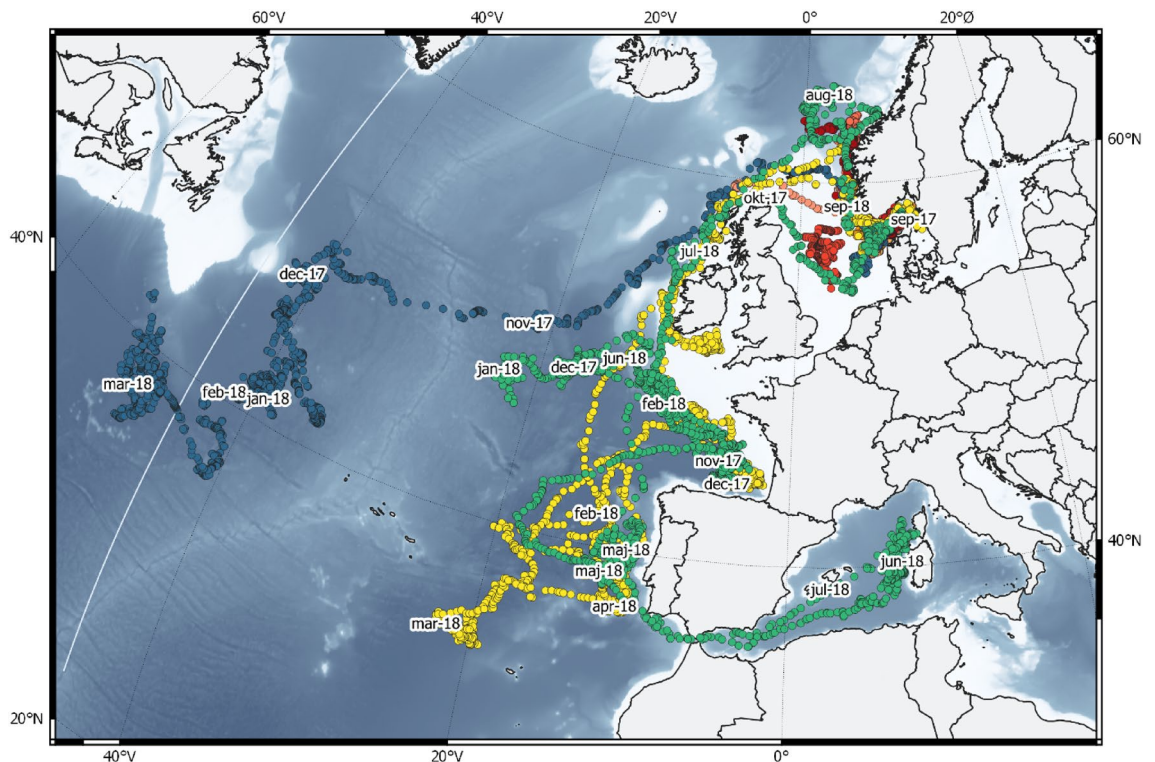 60°V 40°V 20°V 0° 20°Ø
aug-18
60°N
okt-17
sep-18
sep-17
40°N
jul-18
dec-17
nov-17
jan-18 dec-17 jun-18
mar-18
feb-18
jan-18
feb-18
nov-17
dec-17
feb-18
40°N
maj-18
jun-18
maj-18
jul-18
apr-18
mar-18
20°N
40°V 20°V 0°